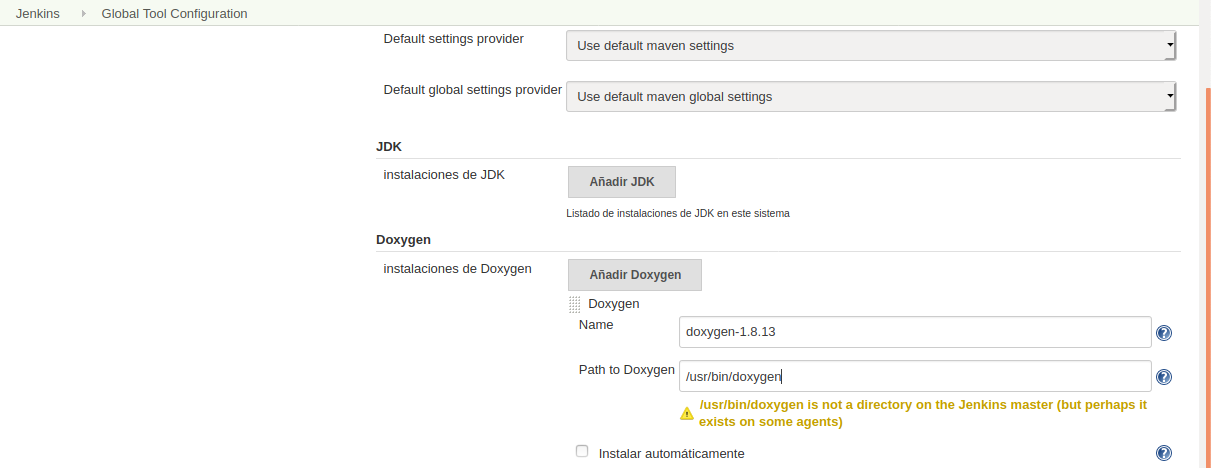 Jenkins Global Tool Configuration
Default settings provider
Use default maven settings
Default global settings provider
Use default maven global settings
JDK
instalaciones de JDK
Añadir JDK
Listado de instalaciones de JDK en este sistema
Doxygen
instalaciones de Doxygen
Añadir Doxygen
Doxygen
Name
doxygen-1.8.13
Path to Doxygen
/usr/bin/doxygen
/usr/bin/doxygen is not a directory on the Jenkins master (but perhaps it
exists on some agents)
Instalar automáticamente